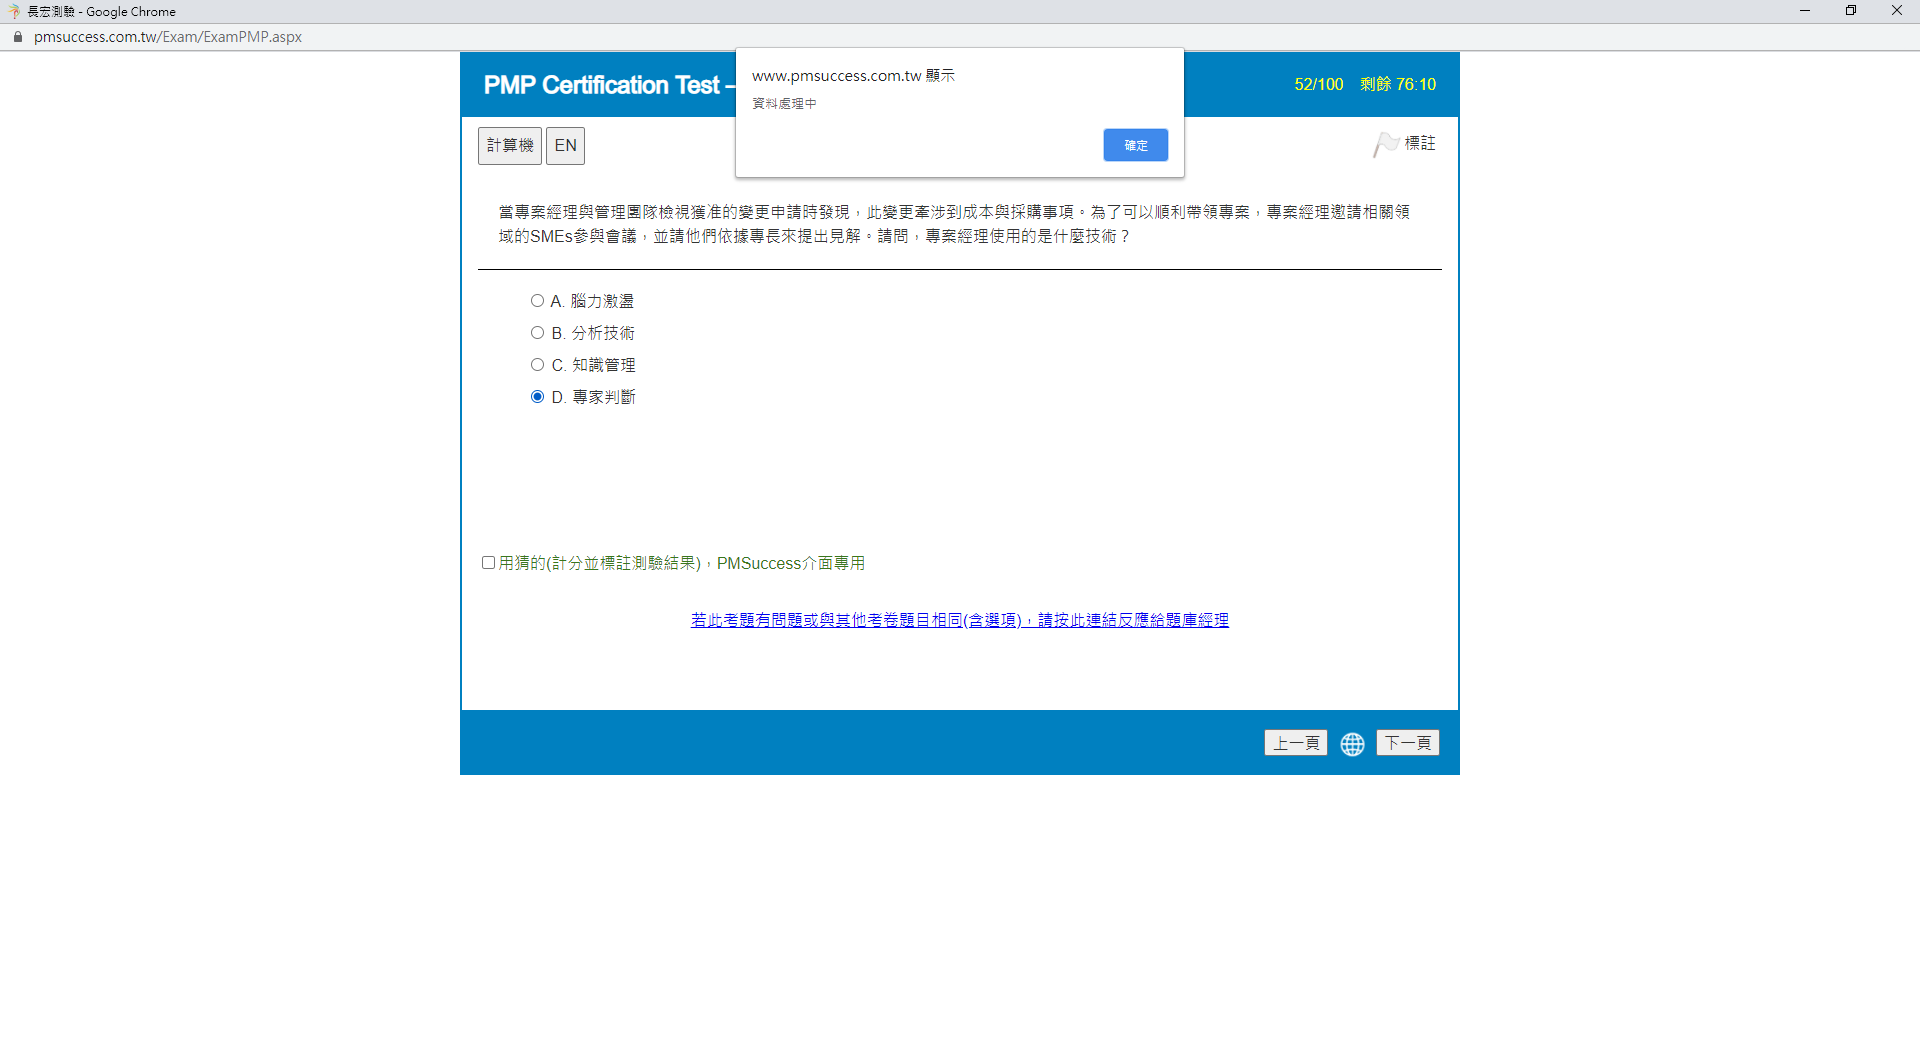 長宏測驗 - Google Chrome
pmsuccess.com.tw/Exam/ExamPMP.aspx
PMP Certification Test –
www.pmsuccess.com.tw 顯示
資料處理中
確定
52/100 剩餘 76:10
計算機 EN
標註
當專案經理與管理團隊檢視獲准的變更申請時發現，此變更牽涉到成本與採購事項。為了可以順利帶領專案，專案經理邀請相關領
域的SMEs參與會議，並請他們依據專長來提出見解。請問，專案經理使用的是什麼技術？
A. 腦力激盪
B. 分析技術
C. 知識管理
D. 專家判斷
用猜的(計分並標註測驗結果)，PMSuccess介面專用
若此考題有問題或與其他考卷題目相同(含選項)，請按此連結反應給題庫經理
上一頁 下一頁